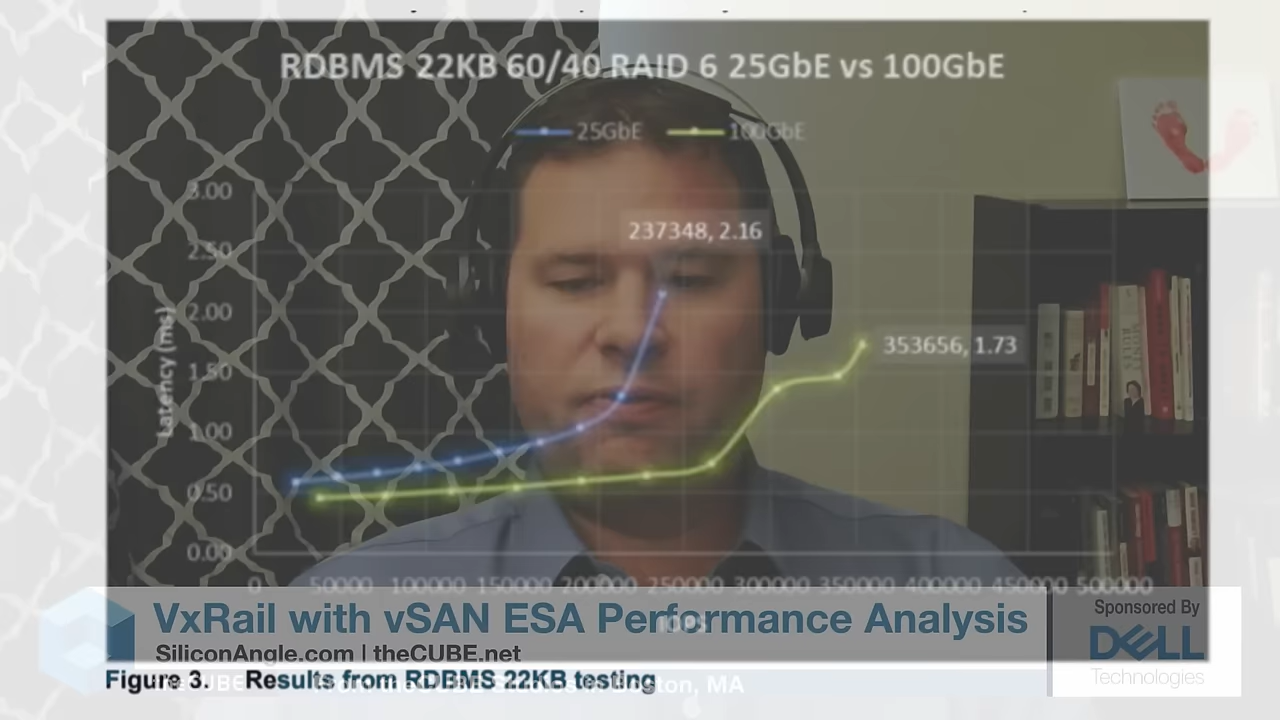 RDBMS 22KB 60/40 RAID 6 25GbE vs 100GbE
25GbE 100GbE
3.00
237348, 2.16
2.50
2.00
353656, 1.73
1.50
Latency (ms)
1.00
0.50
0.00
0 50000 100000 150000 200000 250000 300000 350000 400000 450000 500000
IOPS
VxRail with vSAN ESA Performance Analysis
SiliconAngle.com | theCUBE.net
Sponsored By
DELL
Technologies
Figure 3. Results from RDBMS 22KB testing
MA